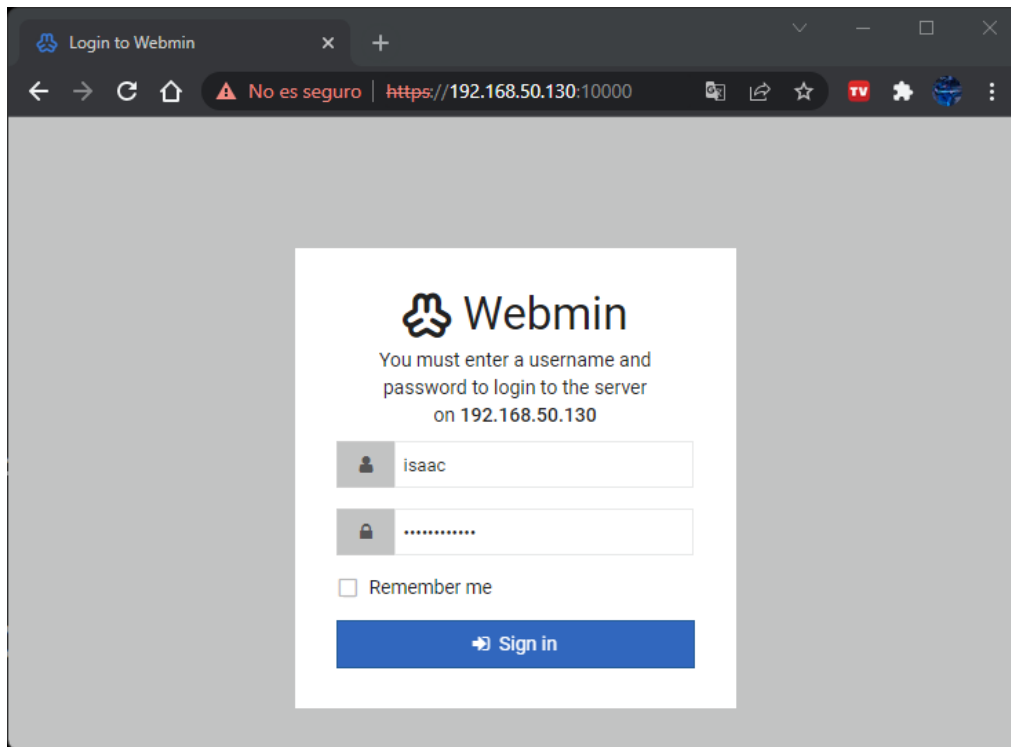 Login to Webmin
No es seguro | https://192.168.50.130:10000
TV
Webmin
You must enter a username and
password to login to the server
on 192.168.50.130
isaac
••••••••••••
Remember me
Sign in